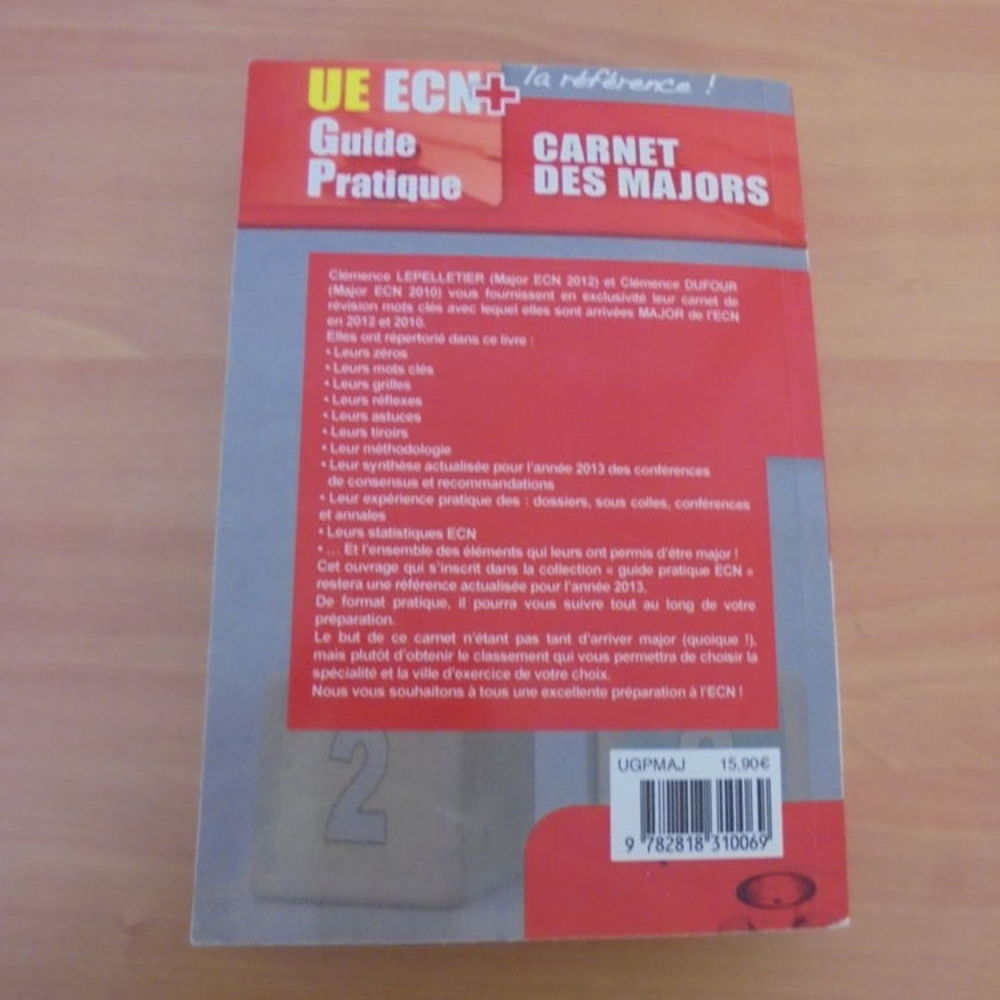 UE ECN+
la référence !
Guide
Pratique
CARNET
DES MAJORS
Clémence LEPELLETIER (Major ECN 2012) et Clémence DUFOUR
(Major ECN 2010) vous fournissent en exclusivité leur carnet de
révision mots clés avec lequel elles sont arrivées MAJOR de l'ECN
en 2012 et 2010.
Elles ont répertorié dans ce livre :
• Leurs zéros
• Leurs mots clés
• Leurs grilles
• Leurs réflexes
• Leurs astuces
• Leurs tiroirs
• Leur méthodologie
• Leur synthèse actualisée pour l'année 2013 des conférences
de consensus et recommandations
• Leur expérience pratique des : dossiers, sous colles, conférences
et annales
• Leurs statistiques ECN
• ... Et l'ensemble des éléments qui leurs ont permis d'être major !
Cet ouvrage qui s'inscrit dans la collection « guide pratique ECN »
restera une référence actualisée pour l'année 2013.
De format pratique, il pourra vous suivre tout au long de votre
préparation.
Le but de ce carnet n'étant pas tant d'arriver major (quoique !),
mais plutôt d'obtenir le classement qui vous permettra de choisir la
spécialité et la ville d'exercice de votre choix.
Nous vous souhaitons à tous une excellente préparation à l'ECN !
2
UGPMAJ 15,90€
9 782818 310069